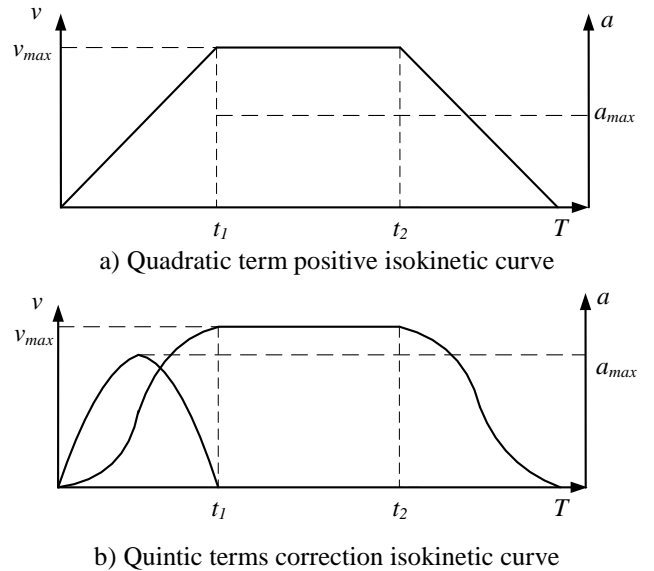 v a
v_max
a_max
t_1 t_2 T
a) Quadratic term positive isokinetic curve
v a
v_max
a_max
t_1 t_2 T
b) Quintic terms correction isokinetic curve